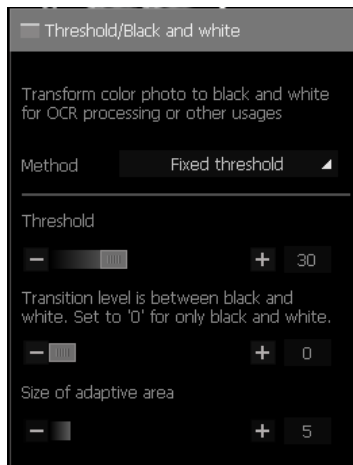 Threshold/Black and white
Transform color photo to black and white
for OCR processing or other usages
Method Fixed threshold
Threshold
30
Transition level is between black and
white. Set to '0' for only black and white.
0
Size of adaptive area
5